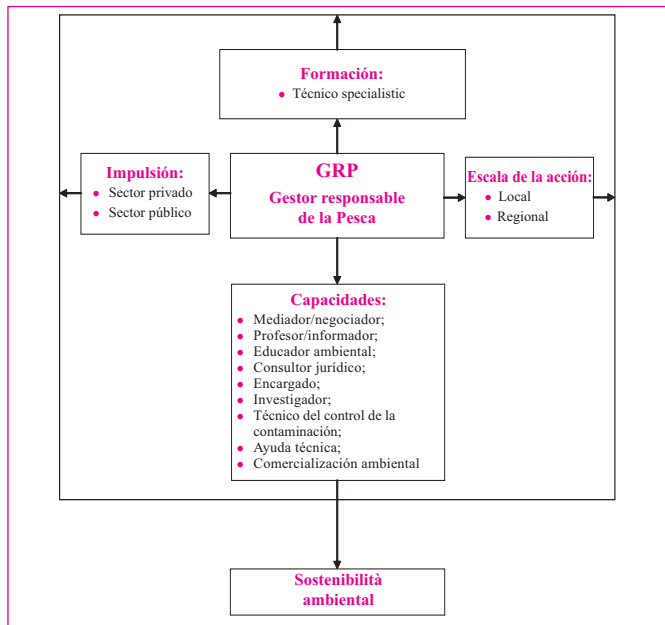 Formación:
Técnico specialistic
Impulsión:
Sector privado
Sector público
GRP
Gestor responsable
de la Pesca
Escala de la acción:
Local
Regional
Capacidades:
Mediador/negociador;
Profesor/informador;
Educador ambiental;
Consultor jurídico;
Encargado;
Investigador;
Técnico del control de la
contaminación;
Ayuda técnica;
Comercialización ambiental
Sostenibilità
ambiental